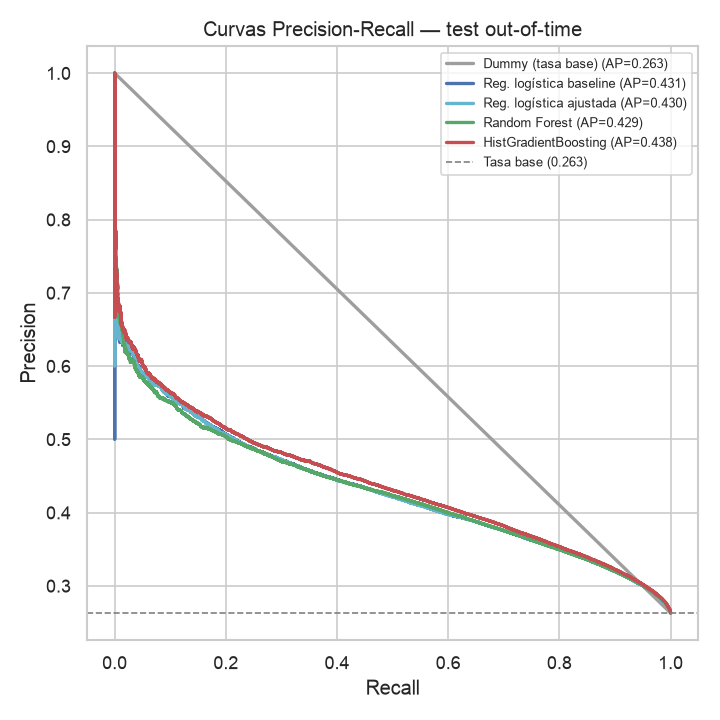 Curvas Precision-Recall — test out-of-time
Dummy (tasa base) (AP=0.263)
Reg. logística baseline (AP=0.431)
Reg. logística ajustada (AP=0.430)
Random Forest (AP=0.429)
HistGradientBoosting (AP=0.438)
Tasa base (0.263)
Precision
1.0
0.9
0.8
0.7
0.6
0.5
0.4
0.3
0.0 0.2 0.4 0.6 0.8 1.0
Recall